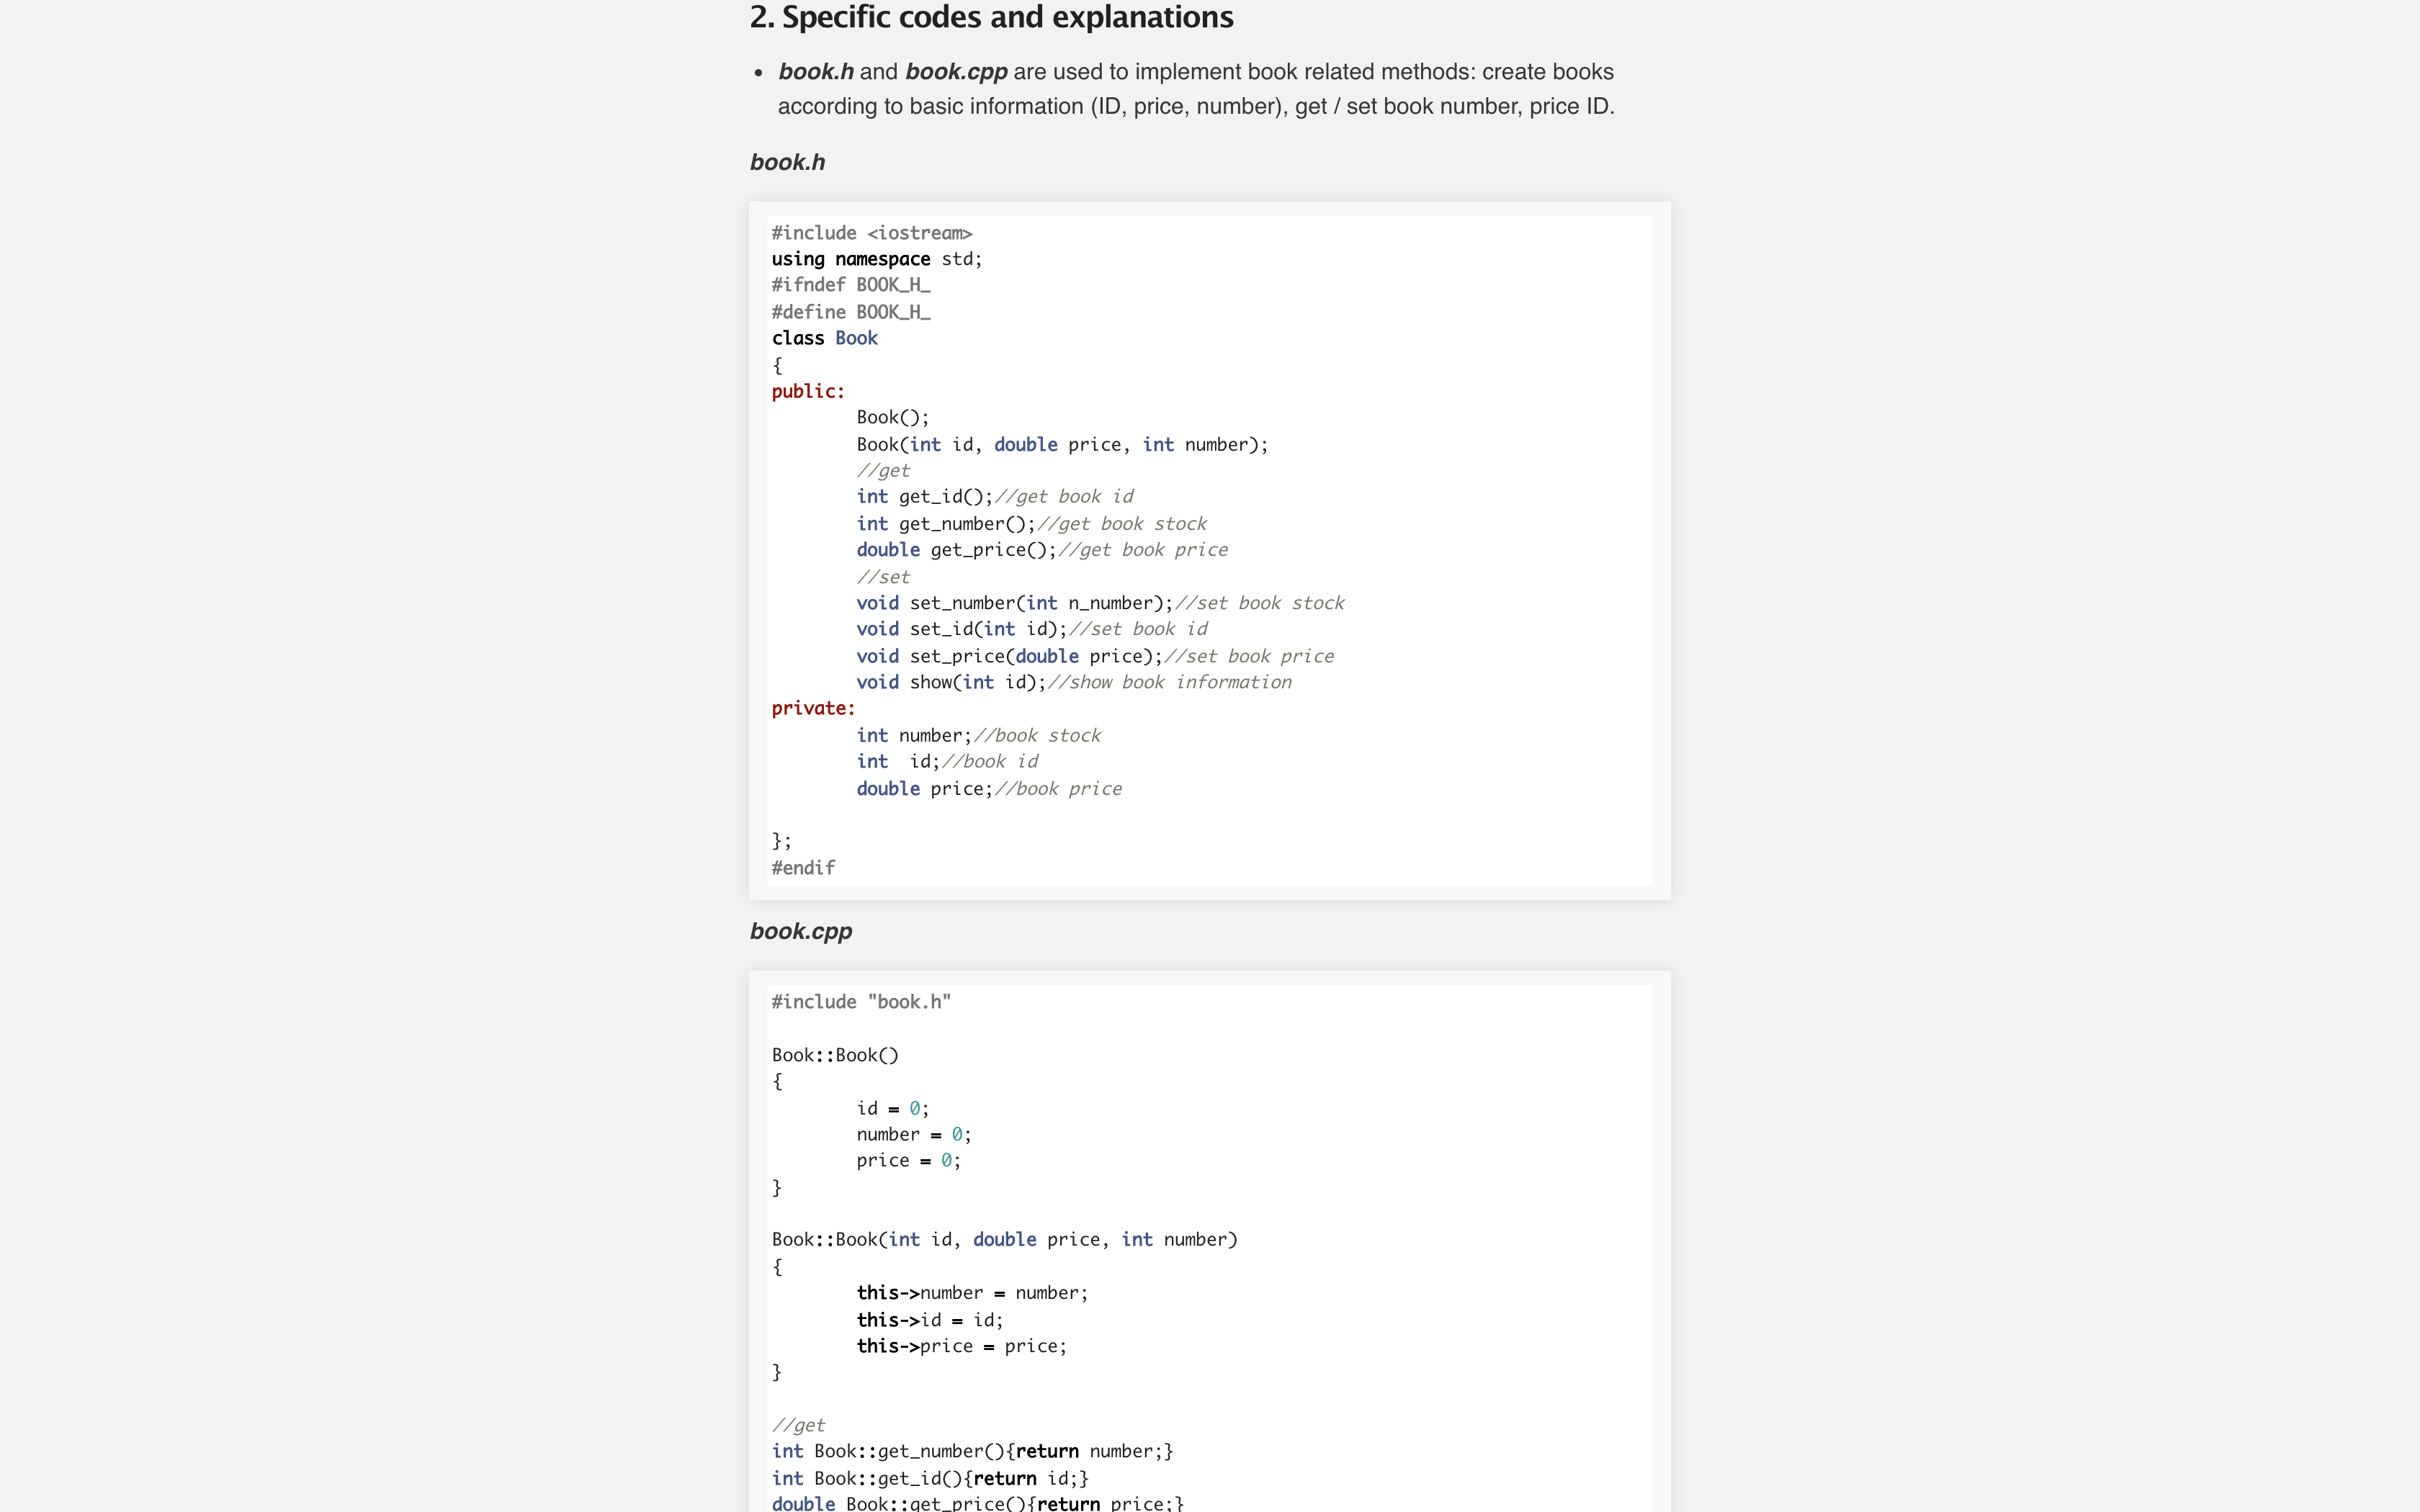 2. Specific codes and explanations
• book.h and book.cpp are used to implement book related methods: create books
according to basic information (ID, price, number), get / set book number, price ID.
book.h
#include <iostream>
using namespace std;
#ifndef BOOK_H_
#define BOOK_H_
class Book
{
public:
        Book();
        Book(int id, double price, int number);
        //get
        int get_id();//get book id
        int get_number();//get book stock
        double get_price();//get book price
        //set
        void set_number(int n_number);//set book stock
        void set_id(int id);//set book id
        void set_price(double price);//set book price
        void show(int id);//show book information
private:
        int number;//book stock
        int  id;//book id
        double price;//book price
};
#endif
book.cpp
#include "book.h"
Book::Book()
{
        id = 0;
        number = 0;
        price = 0;
}
Book::Book(int id, double price, int number)
{
        this->number = number;
        this->id = id;
        this->price = price;
}
//get
int Book::get_number(){return number;}
int Book::get_id(){return id;}
double Book::get_price(){return price;}